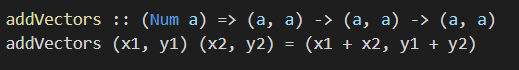 addVectors :: (Num a) => (a, a) -> (a, a) -> (a, a)
addVectors (x1, y1) (x2, y2) = (x1 + x2, y1 + y2)